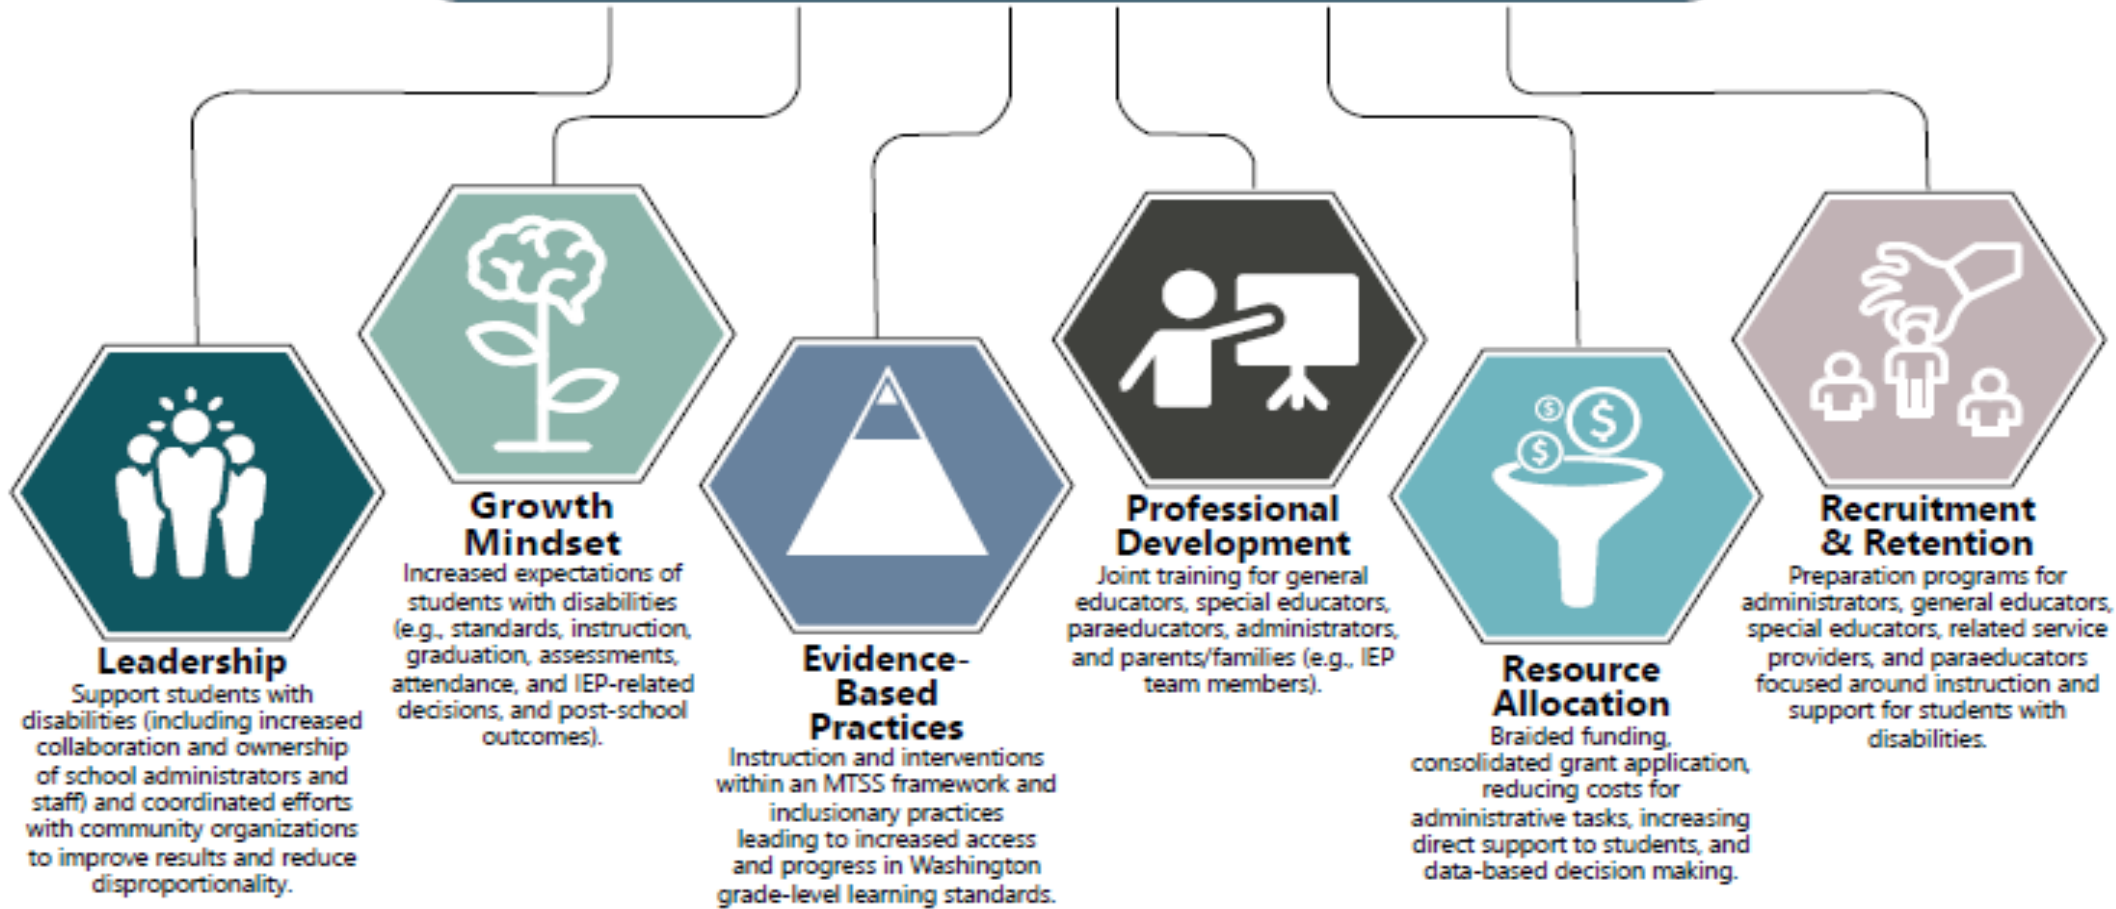 Leadership
Support students with
disabilities (including increased
collaboration and ownership
of school administrators and
staff) and coordinated efforts
with community organizations
to improve results and reduce
disproportionality.
Growth
Mindset
Increased expectations of
students with disabilities
(e.g., standards, instruction,
graduation, assessments,
attendance, and IEP-related
decisions, and post-school
outcomes).
Evidence-
Based
Practices
Instruction and interventions
within an MTSS framework and
inclusionary practices
leading to increased access
and progress in Washington
grade-level learning standards.
Professional
Development
Joint training for general
educators, special educators,
paraeducators, administrators,
and parents/families (e.g., IEP
team members).
$
$
$
Resource
Allocation
Braided funding,
consolidated grant application,
reducing costs for
administrative tasks, increasing
direct support to students, and
data-based decision making.
Recruitment
& Retention
Preparation programs for
administrators, general educators,
special educators, related service
providers, and paraeducators
focused around instruction and
support for students with
disabilities.